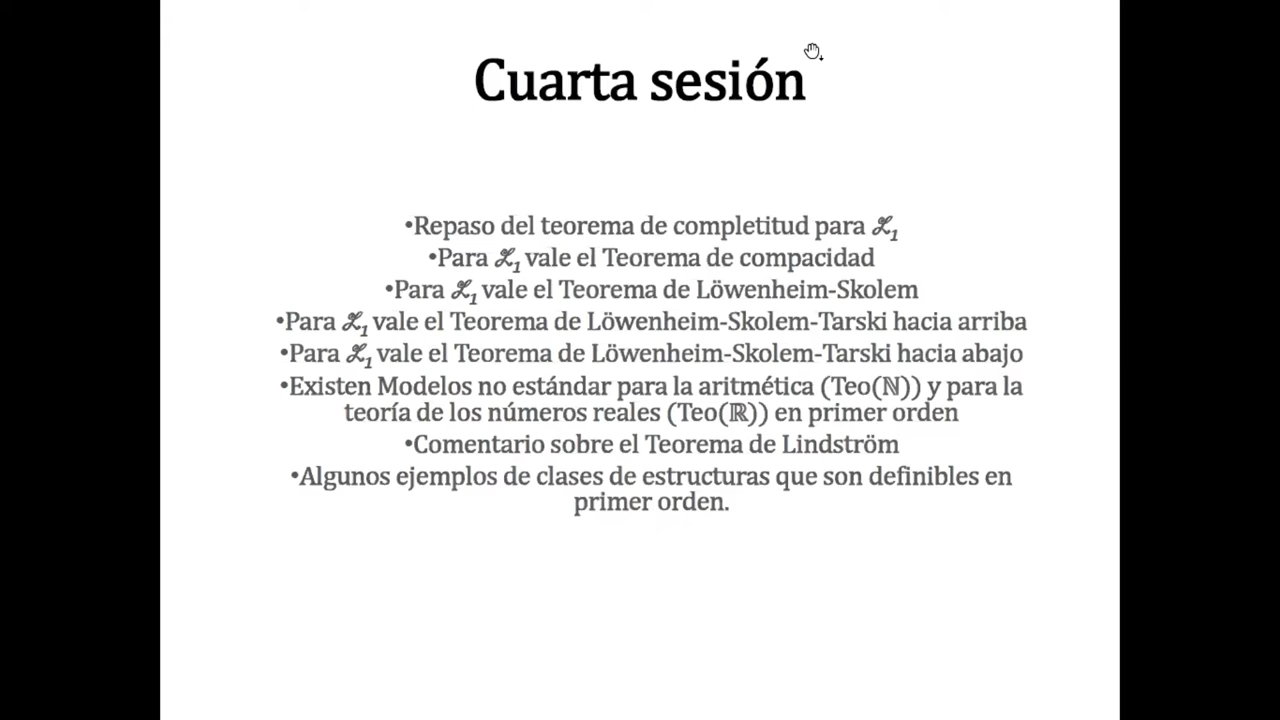 Cuarta sesión
•Repaso del teorema de completitud para ℒ₁
•Para ℒ₁ vale el Teorema de compacidad
•Para ℒ₁ vale el Teorema de Löwenheim-Skolem
•Para ℒ₁ vale el Teorema de Löwenheim-Skolem-Tarski hacia arriba
•Para ℒ₁ vale el Teorema de Löwenheim-Skolem-Tarski hacia abajo
•Existen Modelos no estándar para la aritmética (Teo(ℕ)) y para la
teoría de los números reales (Teo(ℝ)) en primer orden
•Comentario sobre el Teorema de Lindström
•Algunos ejemplos de clases de estructuras que son definibles en
primer orden.